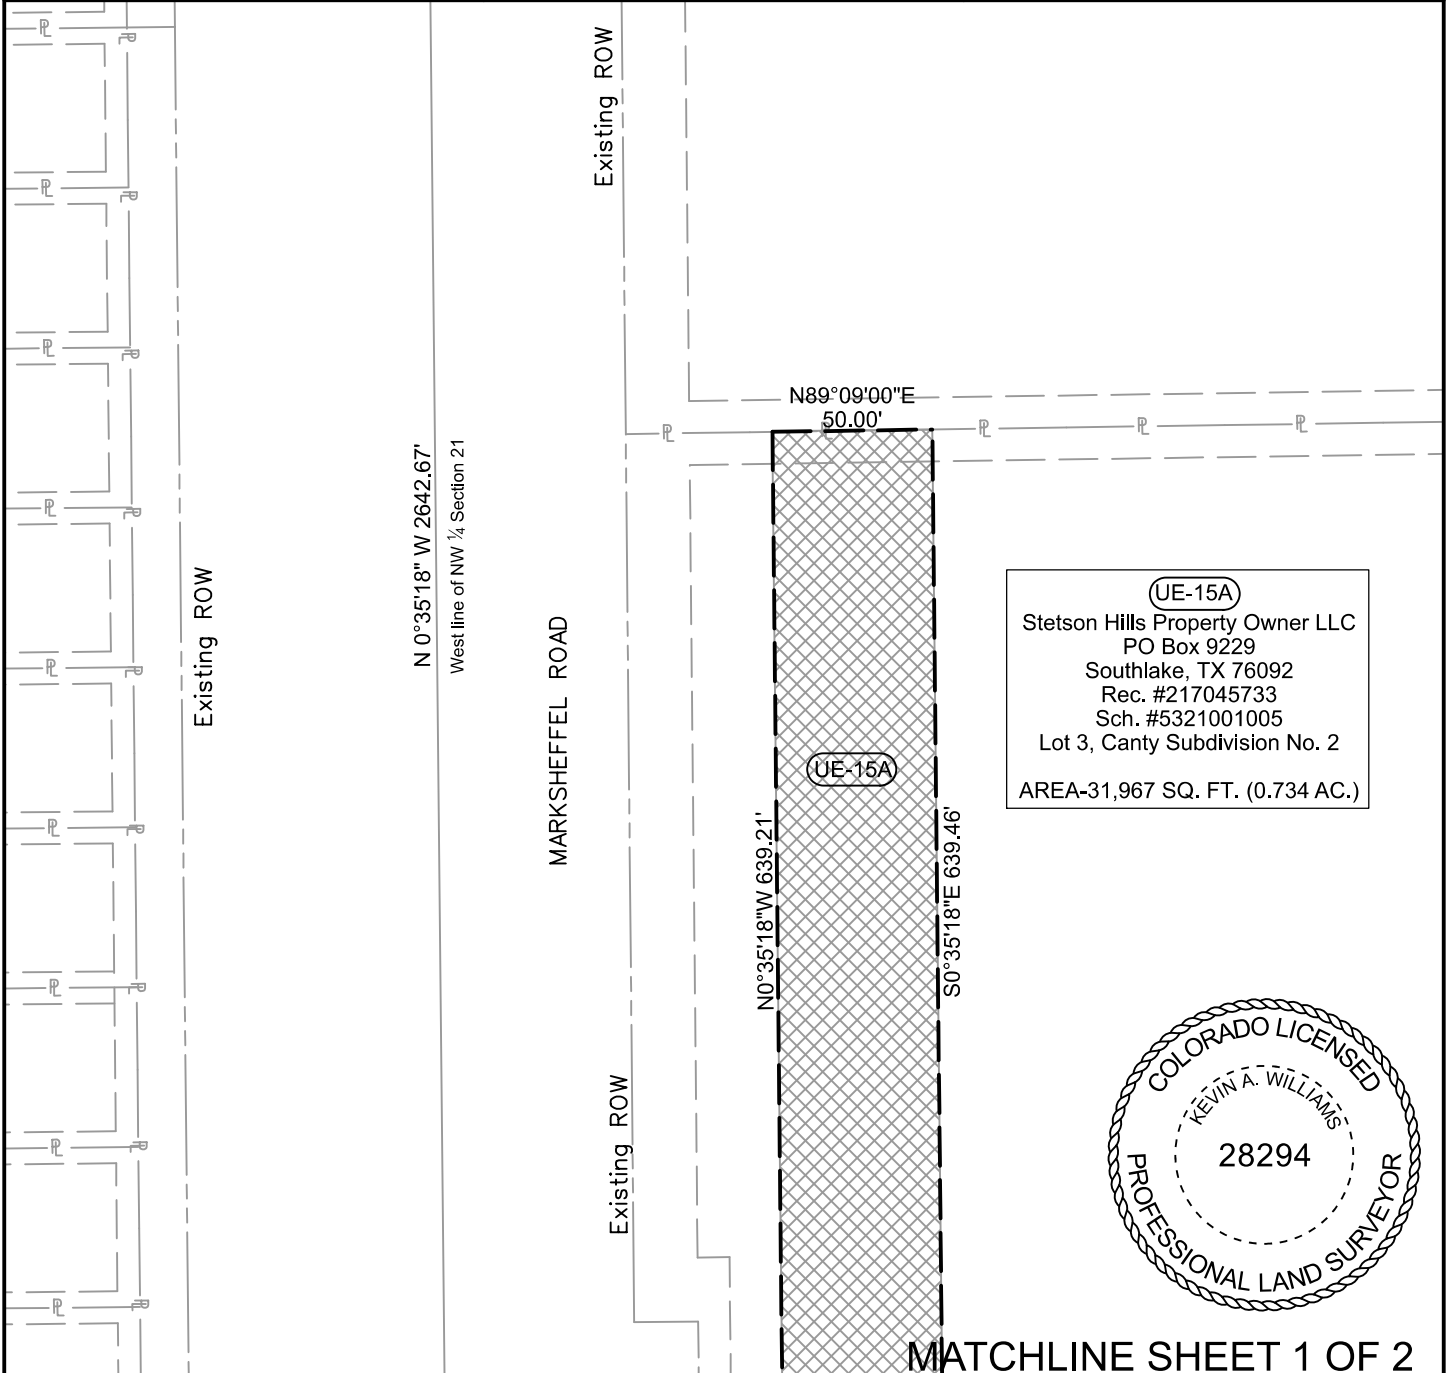 Existing ROW
N89°09'00"E
50.00'
N 0°35'18" W 2642.67'
West line of NW ¼ Section 21
Existing ROW
MARKSHEFFEL ROAD
UE-15A
Stetson Hills Property Owner LLC
PO Box 9229
Southlake, TX 76092
Rec. #217045733
Sch. #5321001005
Lot 3, Canty Subdivision No. 2
AREA-31,967 SQ. FT. (0.734 AC.)
UE-15A
N0°35'18"W 639.21'
S0°35'18"E 639.46'
Existing ROW
COLORADO LICENSED
KEVIN A. WILLIAMS
28294
PROFESSIONAL LAND SURVEYOR
MATCHLINE SHEET 1 OF 2